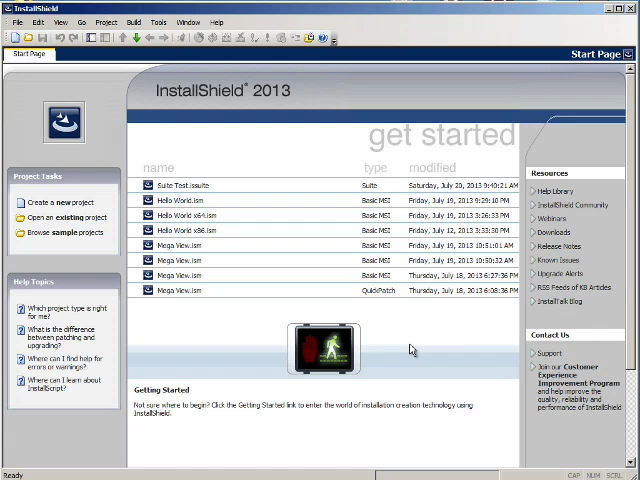 InstallShield
File Edit View Go Project Build Tools Window Help
Start Page
Start Page
InstallShield® 2013
get started
name type modified
Suite Test.issuite Suite Saturday, July 20, 2013 9:40:21 AM
Hello World.ism Basic MSI Friday, July 19, 2013 9:29:10 PM
Hello World x64.ism Basic MSI Friday, July 19, 2013 3:26:33 PM
Hello World x86.ism Basic MSI Friday, July 12, 2013 3:33:30 PM
Mega View.ism Basic MSI Friday, July 19, 2013 10:51:01 AM
Mega View.ism Basic MSI Friday, July 19, 2013 10:50:32 AM
Mega View.ism Basic MSI Thursday, July 18, 2013 6:27:36 PM
Mega View.ism QuickPatch Thursday, July 18, 2013 6:08:36 PM
Project Tasks
Create a new project
Open an existing project
Browse sample projects
Help Topics
Which project type is right
for me?
What is the difference
between patching and
upgrading?
Where can I find help for
errors or warnings?
Where can I learn about
InstallScript?
Getting Started
Not sure where to begin? Click the Getting Started link to enter the world of installation creation technology using
InstallShield.
Resources
Help Library
InstallShield Community
Webinars
Downloads
Release Notes
Known Issues
Upgrade Alerts
RSS Feeds of KB Articles
InstallTalk Blog
Contact Us
Support
Join our Customer
Experience
Improvement Program
and help improve the
quality, reliability and
performance of InstallShield
Ready
CAP NUM SCRL